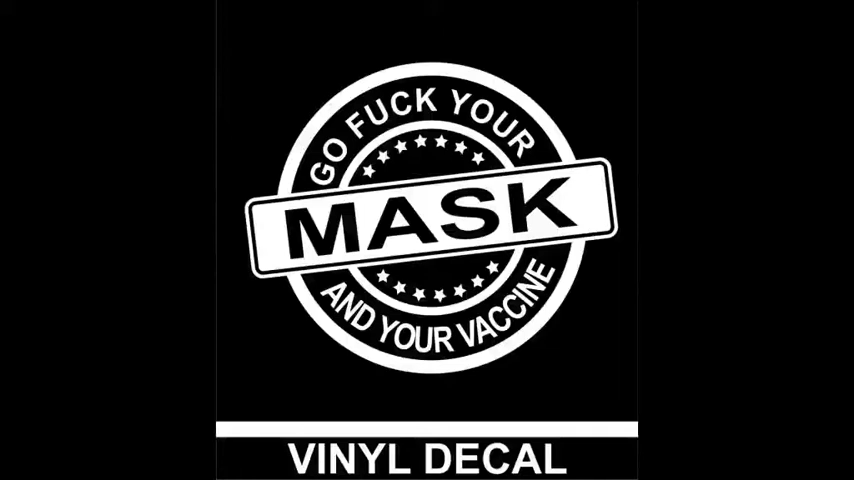 GO FUCK YOUR
MASK
AND YOUR VACCINE
VINYL DECAL